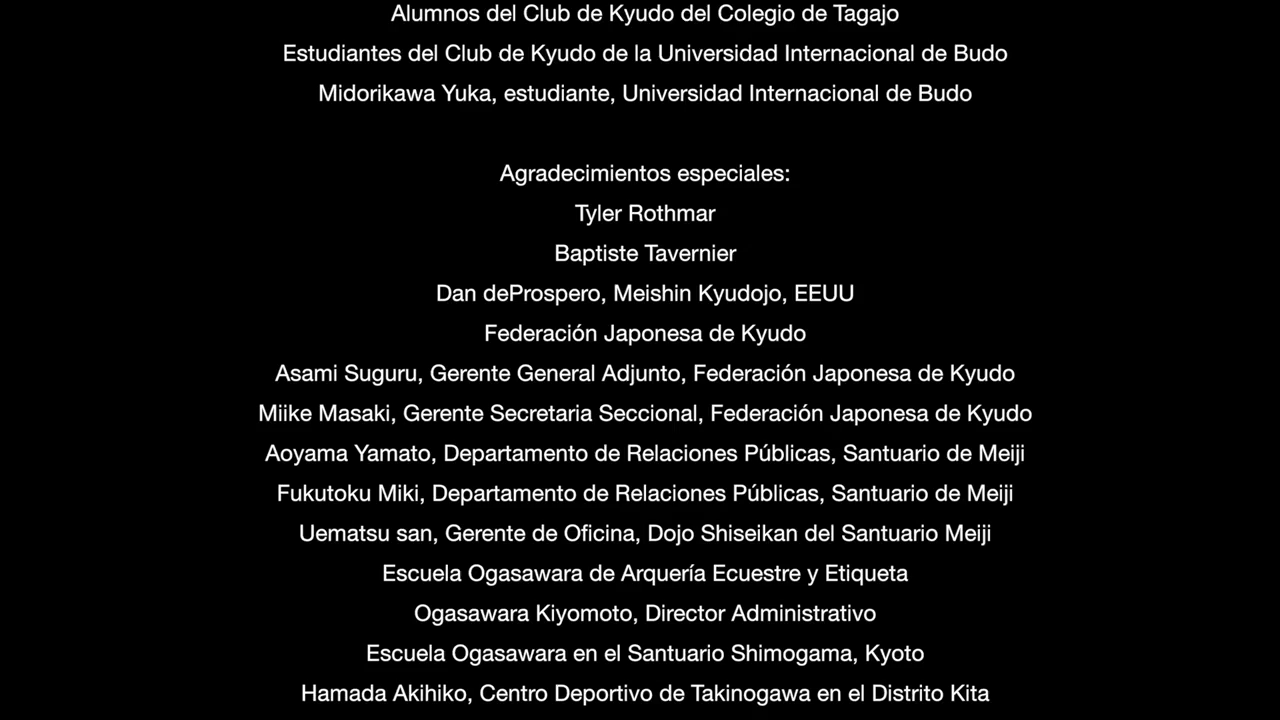 Alumnos del Club de Kyudo del Colegio de Tagajo
Estudiantes del Club de Kyudo de la Universidad Internacional de Budo
Midorikawa Yuka, estudiante, Universidad Internacional de Budo
Agradecimientos especiales:
Tyler Rothmar
Baptiste Tavernier
Dan deProspero, Meishin Kyudojo, EEUU
Federación Japonesa de Kyudo
Asami Suguru, Gerente General Adjunto, Federación Japonesa de Kyudo
Miike Masaki, Gerente Secretaria Seccional, Federación Japonesa de Kyudo
Aoyama Yamato, Departamento de Relaciones Públicas, Santuario de Meiji
Fukutoku Miki, Departamento de Relaciones Públicas, Santuario de Meiji
Uematsu san, Gerente de Oficina, Dojo Shiseikan del Santuario Meiji
Escuela Ogasawara de Arquería Ecuestre y Etiqueta
Ogasawara Kiyomoto, Director Administrativo
Escuela Ogasawara en el Santuario Shimogama, Kyoto
Hamada Akihiko, Centro Deportivo de Takinogawa en el Distrito Kita